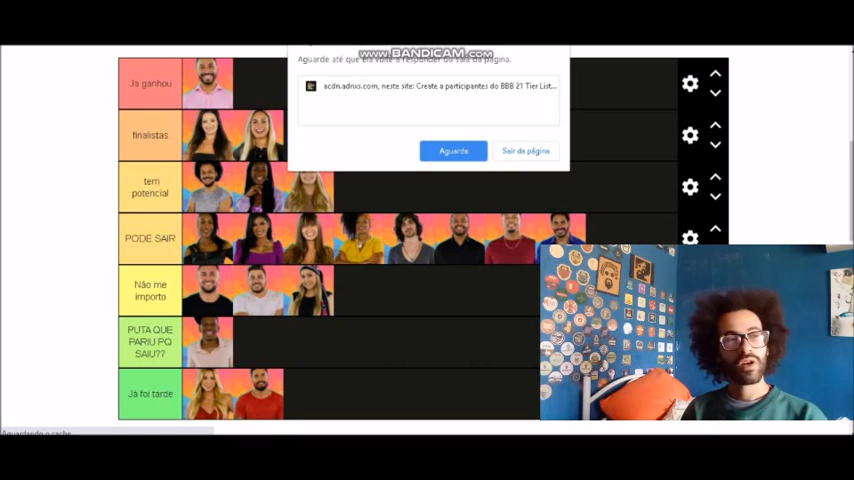 www.BANDICAM.com
Aguarde até que ela volte a responder ou saia da página.
acdn.adnxs.com, neste site: Create a participantes do BBB 21 Tier List...
Aguarde
Sair da página
Ja ganhou
finalistas
tem
potencial
PODE SAIR
Não me
importo
PUTA QUE
PARIU PQ
SAIU??
Já foi tarde
Aguardando o cache...